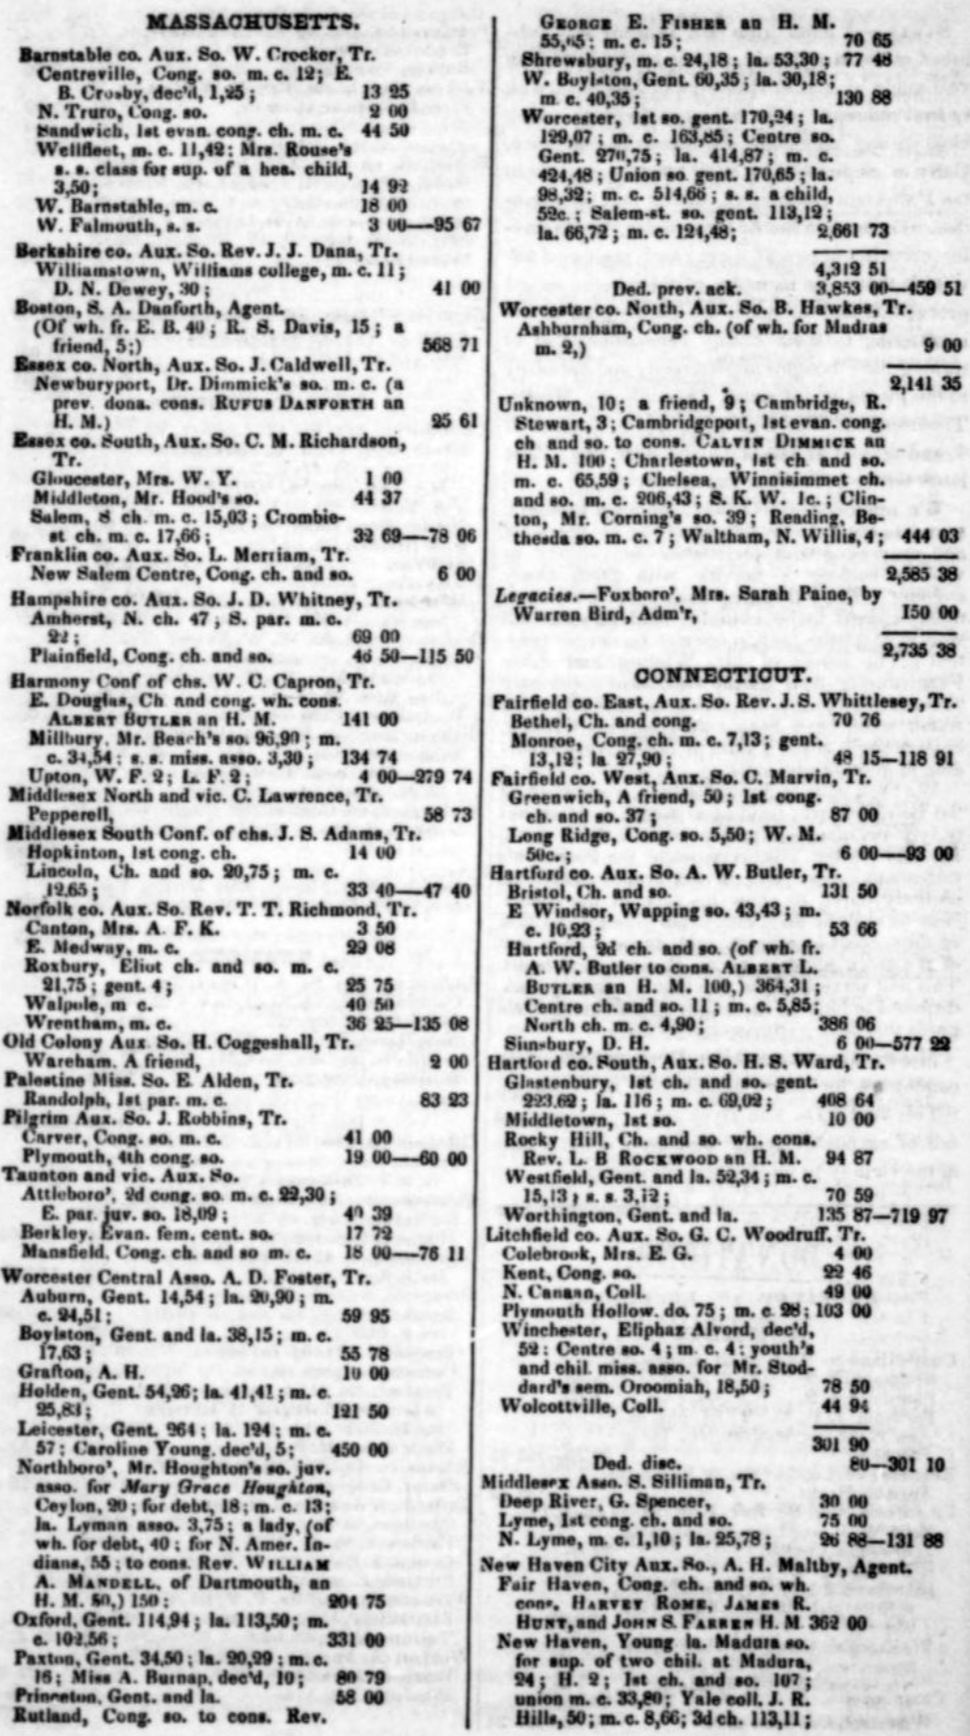 MASSACHUSETTS.
Barnstable co. Aux. So. W. Crocker, Tr.
Centreville, Cong. so. m. c. 12; E.
B. Crosby, dec'd, 1,25; 13 25
N. Truro, Cong. so. 2 00
Sandwich, 1st evan. cong. ch. m. c. 44 50
Wellfleet, m. c. 11,42; Mrs. Rouse's
s. s. class for sup. of a hea. child,
3,50; 14 92
W. Barnstable, m. c. 18 00
W. Falmouth, s. s. 3 00—95 67
Berkshire co. Aux. So. Rev. J. J. Dana, Tr.
Williamstown, Williams college, m. c. 11;
D. N. Dewey, 30; 41 00
Boston, S. A. Danforth, Agent.
(Of wh. fr. E. B. 40; R. S. Davis, 15; a
friend, 5;) 568 71
Essex co. North, Aux. So. J. Caldwell, Tr.
Newburyport, Dr. Dimmick's so. m. c. (a
prev dona. cons. RUFUS DANFORTH an
H. M.) 25 61
Essex co. South, Aux. So. C. M. Richardson,
Tr.
Gloucester, Mrs. W. Y. 1 00
Middleton, Mr. Hood's so. 44 37
Salem, S ch. m. c. 15,03; Crombie-
st ch. m. c. 17,66; 32 69—78 06
Franklin co. Aux. So. L. Merriam, Tr.
New Salem Centre, Cong. ch. and so. 6 00
Hampshire co. Aux. So. J. D. Whitney, Tr.
Amherst, N. ch. 47; S. par. m. c.
22; 69 00
Plainfield, Cong. ch. and so. 46 50—115 50
Harmony Conf of chs. W. C. Capron, Tr.
E. Douglas, Ch and cong. wh. cons.
ALBERT BUTLER an H. M. 141 00
Millbury, Mr. Beach's so. 96,90; m.
c. 34,54; s. s. miss. asso. 3,30; 134 74
Upton, W. F. 2; L. F. 2; 4 00—279 74
Middlesex North and vic. C. Lawrence, Tr.
Pepperell, 58 73
Middlesex South Conf. of chs. J. S. Adams, Tr.
Hopkinton, 1st cong. ch. 14 00
Lincoln, Ch. and so. 20,75; m. c.
12,65; 33 40—47 40
Norfolk co. Aux. So. Rev. T. T. Richmond, Tr.
Canton, Mrs. A. F. K. 3 50
E. Medway, m. c. 29 08
Roxbury, Eliot ch. and so. m. c.
21,75; gent. 4; 25 75
Walpole, m c. 40 50
Wrentham, m. c. 36 25—135 08
Old Colony Aux So. H. Coggeshall, Tr.
Wareham. A friend, 2 00
Palestine Miss. So. E. Alden, Tr.
Randolph, 1st par. m. c. 83 23
Pilgrim Aux. So. J. Robbins, Tr.
Carver, Cong. so. m. c. 41 00
Plymouth, 4th cong. so. 19 00—60 00
Taunton and vic. Aux. So.
Attleboro', 2d cong. so. m. c. 22,30;
E. par. juv. so. 18,09; 40 39
Berkley, Evan. fem. cent. so. 17 72
Mansfield, Cong. ch. and so m. c. 18 00—76 11
Worcester Central Asso. A. D. Foster, Tr.
Auburn, Gent. 14,54; la. 20,90; m.
c. 24,51; 59 95
Boylston, Gent. and la. 38,15; m. c.
17,63; 55 78
Grafton, A. H. 10 00
Holden, Gent. 54,26; la. 41,41; m. c.
25,83; 121 50
Leicester, Gent. 264; la. 124; m. c.
57; Caroline Young, dec'd, 5; 450 00
Northboro', Mr. Houghton's so. juv.
asso. for Mary Grace Houghton,
Ceylon, 20; for debt, 18; m. c. 13;
la. Lyman asso. 3,75; a lady, (of
wh. for debt, 40; for N. Amer. In-
dians, 55; to cons. Rev. WILLIAM
A. MANDELL, of Dartmouth, an
H. M. 50,) 150; 204 75
Oxford, Gent. 114,94; la. 113,50; m.
c. 102,56; 331 00
Paxton, Gent. 34,50; la. 20,29; m. c.
16; Miss A. Burnap, dec'd, 10; 80 79
Princeton, Gent. and la. 58 00
Rutland, Cong. so. to cons. Rev.
GEORGE E. FISHER an H. M.
55,65; m. c. 15; 70 65
Shrewsbury, m. c. 24,18; la. 53,30; 77 48
W. Boylston, Gent 60,35; la. 30,18;
m. c. 40,35; 130 88
Worcester, 1st so. gent. 170,24; la.
129,07; m. c. 163,85; Centre so.
Gent. 270,75; la. 414,87; m. c.
424,48; Union so. gent. 170,65; la.
98,32; m. c. 514,66; s. s. a child,
52c.; Salem-st. so. gent. 113,12;
la. 66,72; m. c. 124,48; 2,661 73
4,312 51
Ded. prev. ack. 3,853 00—459 51
Worcester co. North, Aux. So. B. Hawkes, Tr.
Ashburnham, Cong. ch. (of wh. for Madras
m. 2,) 9 00
2,141 35
Unknown, 10; a friend, 9; Cambridge, R.
Stewart, 3; Cambridgeport, 1st evan. cong.
ch and so. to cons. CALVIN DIMMICK an
H. M. 100; Charlestown, 1st ch and so.
m. c. 65,59; Chelsea, Winnisimmet ch.
and so. m. c. 206,43; S. K. W. 1c.; Clin-
ton, Mr. Corning's so. 39; Reading, Be-
thesda so. m. c. 7; Waltham, N. Willis, 4; 444 03
2,585 38
Legacies.—Foxboro', Mrs. Sarah Paine, by
Warren Bird, Adm'r, 150 00
2,735 38
CONNECTICUT.
Fairfield co. East, Aux. So. Rev. J. S. Whittlesey, Tr.
Bethel, Ch. and cong. 70 76
Monroe, Cong. ch. m. c. 7,13; gent.
13,12; la 27,90; 48 15—118 91
Fairfield co. West, Aux. So. C. Marvin, Tr.
Greenwich, A friend, 50; 1st cong.
ch. and so. 37; 87 00
Long Ridge, Cong. so. 5,50; W. M.
50c.; 6 00—93 00
Hartford co. Aux. So. A. W. Butler, Tr.
Bristol, Ch. and so. 131 50
E Windsor, Wapping so. 43,43; m.
c. 10,23; 53 66
Hartford, 2d ch. and so. (of wh. fr.
A. W. Butler to cons. ALBERT L.
BUTLER an H. M. 100,) 364,31;
Centre ch. and so. 11; m. c. 5,85;
North ch. m. c. 4,90; 386 06
Simsbury, D. H. 6 00—577 22
Hartford co. South, Aux. So. H. S. Ward, Tr.
Glastenbury, 1st ch. and so. gent.
223,62; la. 116; m. c. 69,02; 408 64
Middletown, 1st so. 10 00
Rocky Hill, Ch. and so. wh. cons.
Rev. L. B ROCKWOOD an H. M. 94 87
Westfield, Gent. and la. 52,34; m. c.
15,13; s. s. 3,12; 70 59
Worthington, Gent. and la. 135 87—719 97
Litchfield co. Aux. So. G. C. Woodruff, Tr.
Colebrook, Mrs. E. G. 4 00
Kent, Cong. so. 22 46
N. Canaan, Coll. 49 00
Plymouth Hollow, do. 75; m. c. 28; 103 00
Winchester, Eliphaz Alvord, dec'd,
52; Centre so. 4; m. c. 4; youth's
and chil. miss. asso. for Mr. Stod-
dard's sem. Oroomiah, 18,50; 78 50
Wolcottville, Coll. 44 94
301 90
Ded. disc. 80—301 10
Middlesex Asso. S. Silliman, Tr.
Deep River, G. Spencer, 30 00
Lyme, 1st cong. ch. and so. 75 00
N. Lyme, m. c. 1,10; la. 25,78; 26 88—131 88
New Haven City Aux. So., A. H. Maltby, Agent.
Fair Haven, Cong. ch. and so. wh.
cons. HARVEY ROWE, JAMES R.
HUNT, and JOHN S. FARREN H. M. 362 00
New Haven, Young la. Madura so.
for sup. of two chil. at Madura,
24; H. 2; 1st ch. and so. 107;
union m. c. 33,80; Yale coll. J. R.
Hills, 50; m. c. 8,66; 3d ch. 113,11;